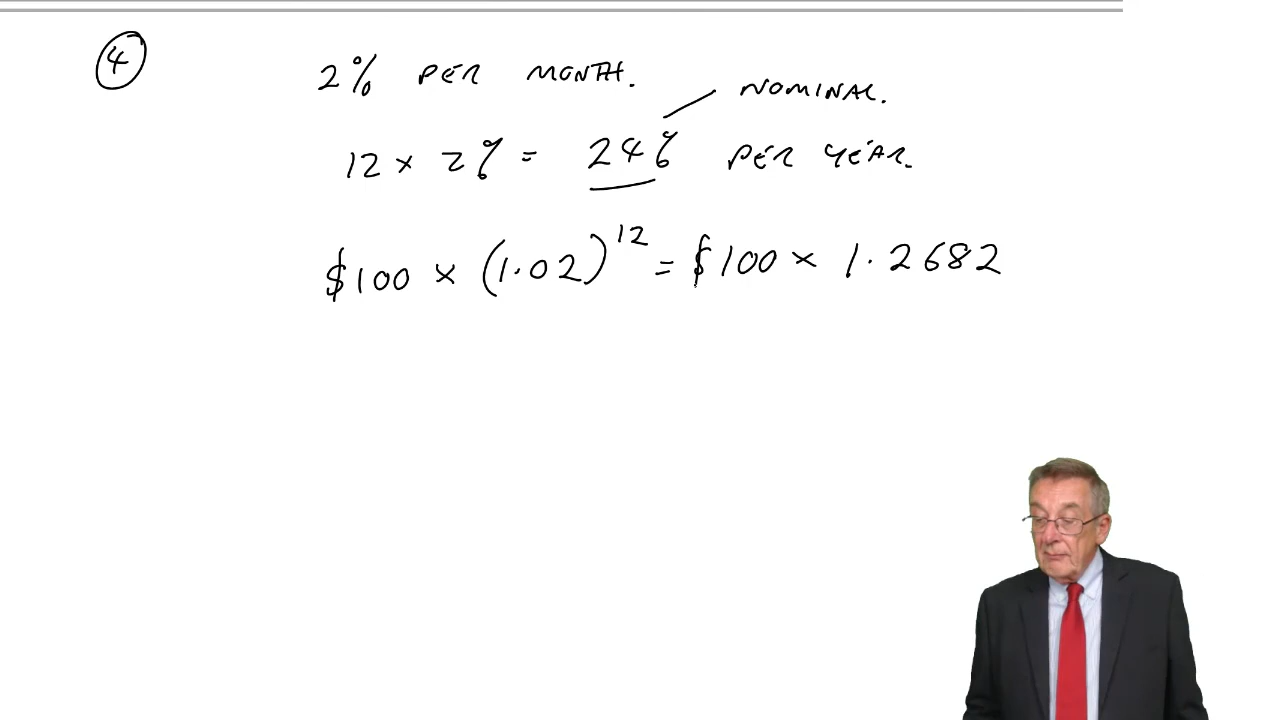 4
2% PER MONTH.
NOMINAL.
12 × 2% = 24% PER YEAR.
$100 × (1.02)^12 = $100 × 1.2682